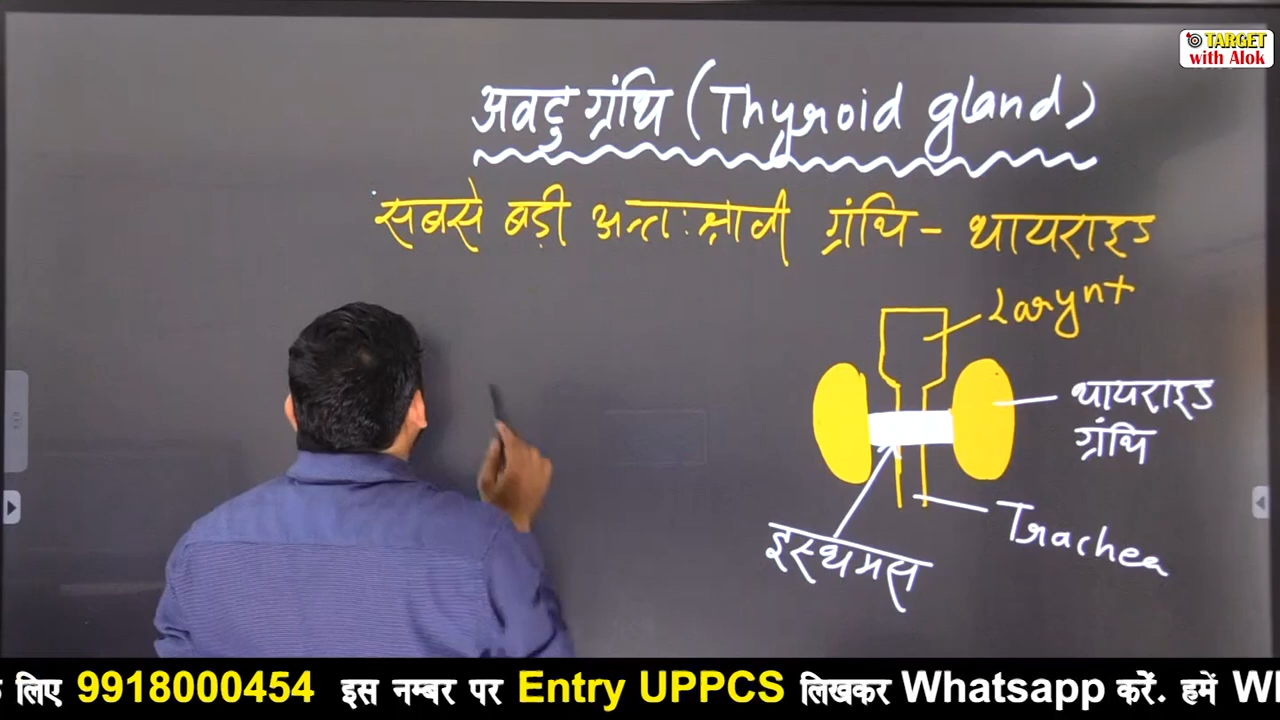 TARGET
with Alok
अवटु ग्रंथि (Thyroid gland)
सबसे बड़ी अन्तःस्रावी ग्रंथि - थायराइड
Larynx
थायराइड
ग्रंथि
Trachea
इस्थमस
लिए 9918000454 इस नम्बर पर Entry UPPCS लिखकर Whatsapp करें. हमें